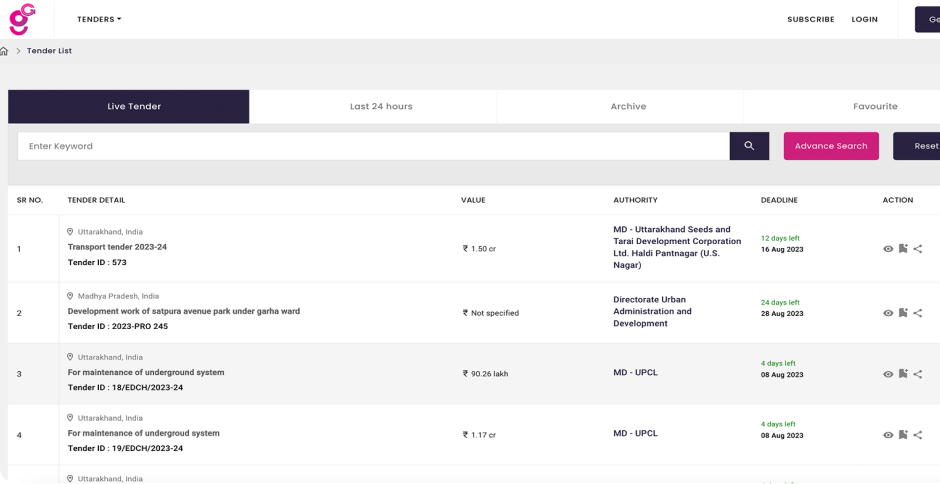 TENDERS
SUBSCRIBE LOGIN
Tender List
Live Tender Last 24 hours Archive Favourite
Enter Keyword Advance Search Reset
SR NO. TENDER DETAIL VALUE AUTHORITY DEADLINE ACTION
Uttarakhand, India
Transport tender 2023-24
Tender ID : 573
1
₹ 1.50 cr
MD - Uttarakhand Seeds and
Tarai Development Corporation
Ltd. Haldi Pantnagar (U.S.
Nagar)
12 days left
16 Aug 2023
Madhya Pradesh, India
Development work of satpura avenue park under garha ward
Tender ID : 2023-PRO 245
2
₹ Not specified
Directorate Urban
Administration and
Development
24 days left
28 Aug 2023
Uttarakhand, India
For maintenance of underground system
Tender ID : 18/EDCH/2023-24
3
₹ 90.26 lakh
MD - UPCL
4 days left
08 Aug 2023
Uttarakhand, India
For maintenance of undergroud system
Tender ID : 19/EDCH/2023-24
4
₹ 1.17 cr
MD - UPCL
4 days left
08 Aug 2023
Uttarakhand, India